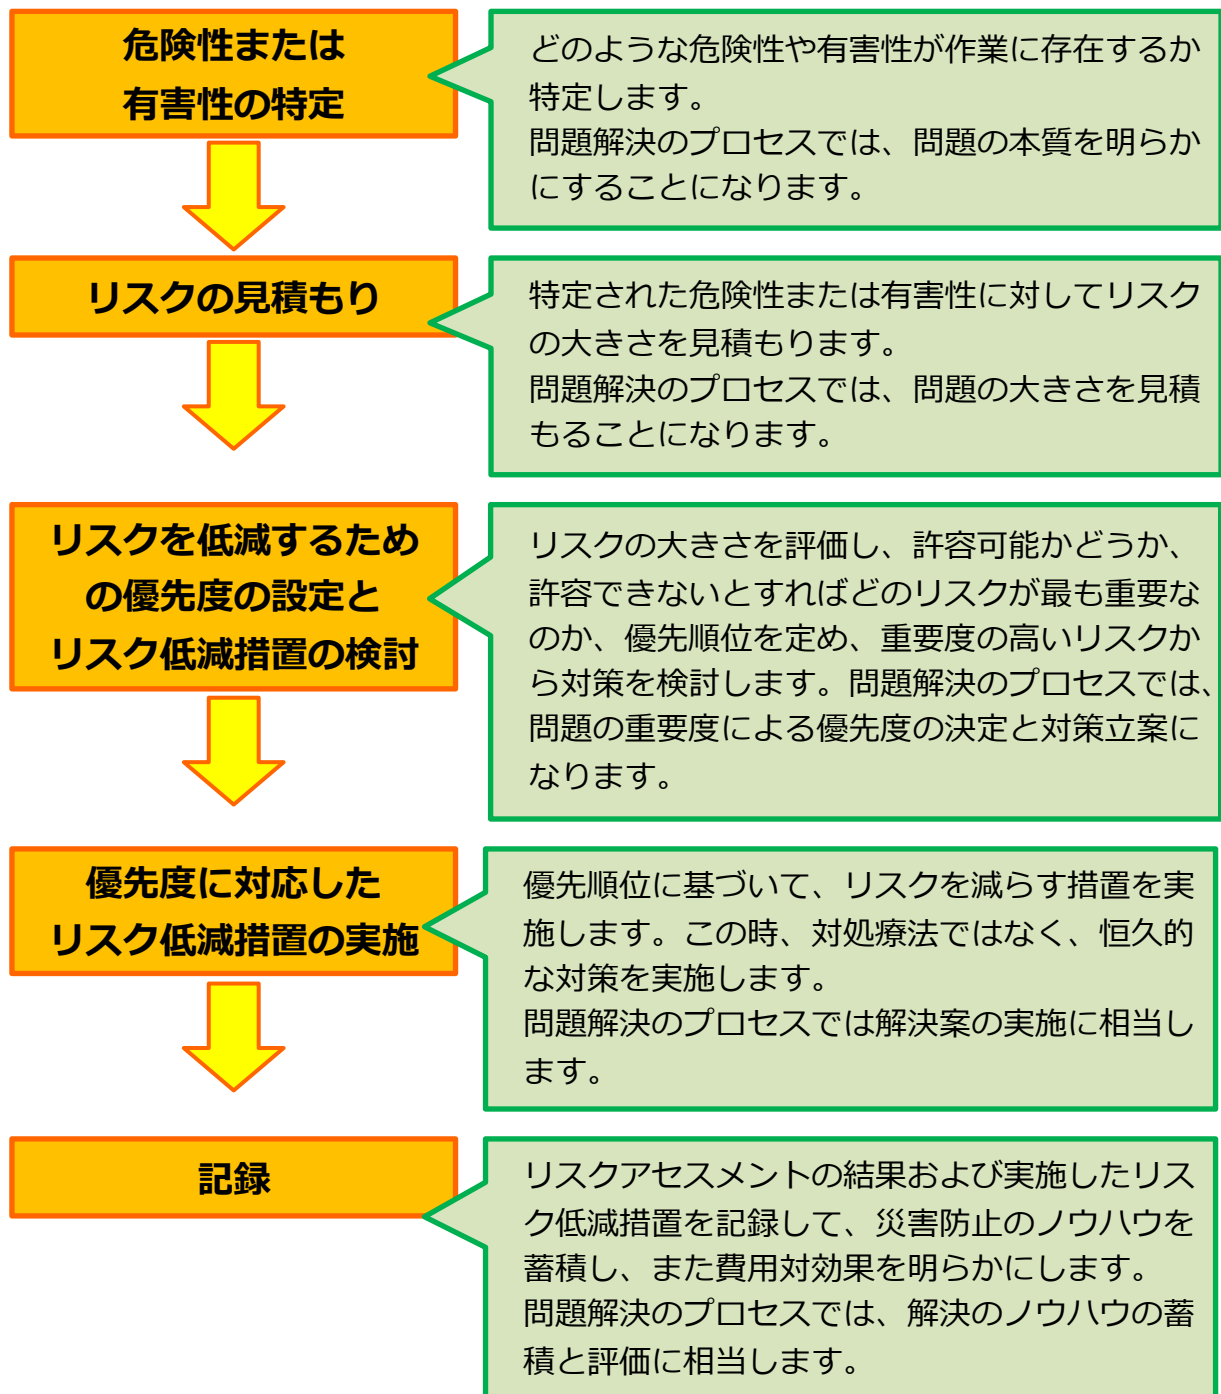 危険性または
有害性の特定
どのような危険性や有害性が作業に存在するか
特定します。
問題解決のプロセスでは、問題の本質を明らか
にすることになります。
リスクの見積もり
特定された危険性または有害性に対してリスク
の大きさを見積もります。
問題解決のプロセスでは、問題の大きさを見積
もることになります。
リスクを低減するため
の優先度の設定と
リスク低減措置の検討
リスクの大きさを評価し、許容可能かどうか、
許容できないとすればどのリスクが最も重要な
のか、優先順位を定め、重要度の高いリスクか
ら対策を検討します。問題解決のプロセスでは、
問題の重要度による優先度の決定と対策立案に
なります。
優先度に対応した
リスク低減措置の実施
優先順位に基づいて、リスクを減らす措置を実
施します。この時、対処療法ではなく、恒久的
な対策を実施します。
問題解決のプロセスでは解決案の実施に相当し
ます。
記録
リスクアセスメントの結果および実施したリス
ク低減措置を記録して、災害防止のノウハウを
蓄積し、また費用対効果を明らかにします。
問題解決のプロセスでは、解決のノウハウの蓄
積と評価に相当します。